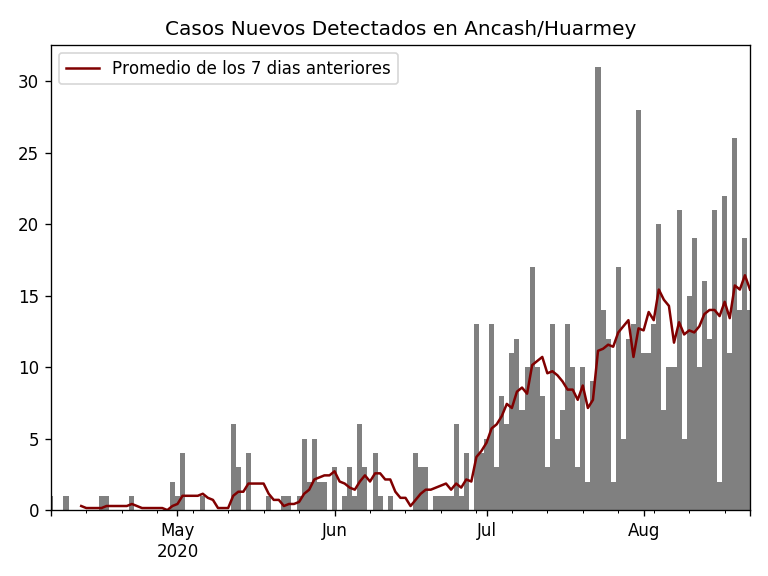 Casos Nuevos Detectados en Ancash/Huarmey
Promedio de los 7 dias anteriores
30
25
20
15
10
5
0
May
2020
Jun
Jul
Aug